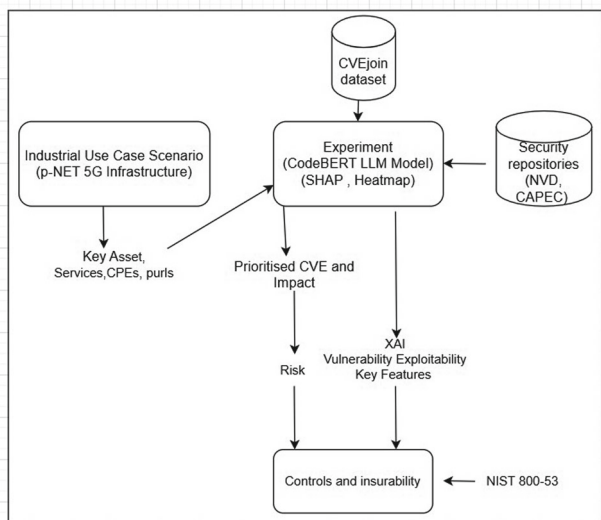 CVEjoin
dataset
Industrial Use Case Scenario
(p-NET 5G Infrastructure)
Experiment
(CodeBERT LLM Model)
(SHAP , Heatmap)
Security
repositories
(NVD,
CAPEC)
Key Asset,
Services,CPEs, purls
Prioritised CVE and
Impact
XAI
Vulnerability Exploitability
Key Features
Risk
Controls and insurability
NIST 800-53